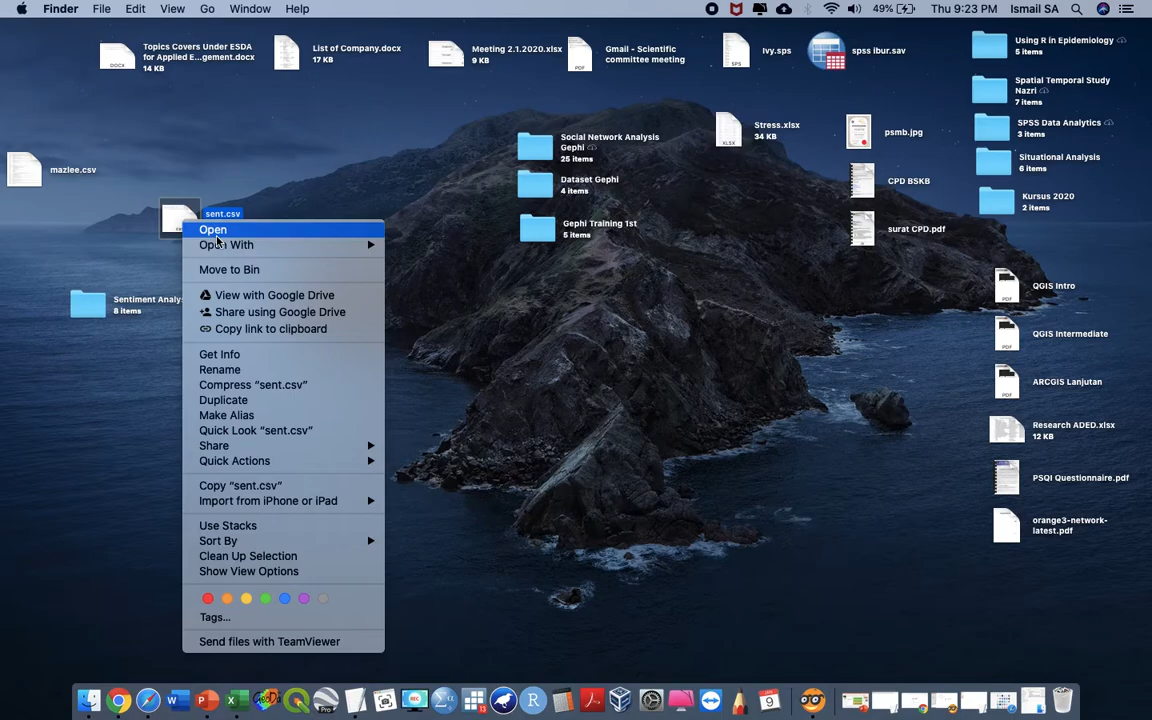 Finder File Edit View Go Window Help
49% Thu 9:23 PM Ismail SA
Topics Covers Under ESDA
for Applied E...gement.docx
14 KB
List of Company.docx
17 KB
Meeting 2.1.2020.xlsx
9 KB
Gmail - Scientific
committee meeting
Ivy.sps
spss ibur.sav
Using R in Epidemiology
5 items
Spatial Temporal Study
Nazri
7 items
SPSS Data Analytics
3 items
Situational Analysis
2 items
Kursus 2020
2 items
Social Network Analysis
Gephi
25 items
Dataset Gephi
4 items
Gephi Training 1st
5 items
Stress.xlsx
34 KB
psmb.jpg
CPD BSKB
surat CPD.pdf
mazlee.csv
sent.csv
Sentiment Analys
8 items
Open
Open With
Move to Bin
View with Google Drive
Share using Google Drive
Copy link to clipboard
Get Info
Rename
Compress “sent.csv”
Duplicate
Make Alias
Quick Look “sent.csv”
Share
Quick Actions
Copy “sent.csv”
Import from iPhone or iPad
Use Stacks
Sort By
Clean Up Selection
Show View Options
Tags...
Send files with TeamViewer
QGIS Intro
QGIS Intermediate
ARCGIS Lanjutan
Research ADED.xlsx
12 KB
PSQI Questionnaire.pdf
orange3-network-
latest.pdf